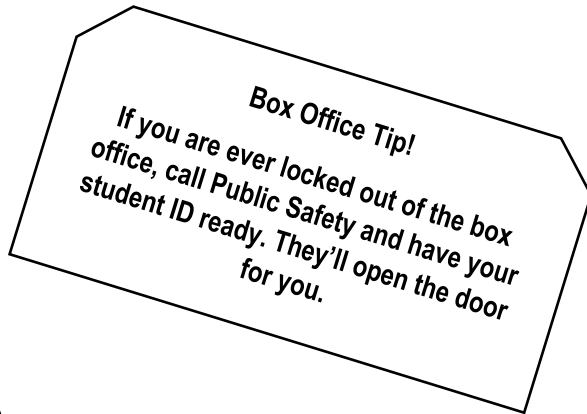 Box Office Tip!
If you are ever locked out of the box
office, call Public Safety and have your
student ID ready. They’ll open the door
for you.